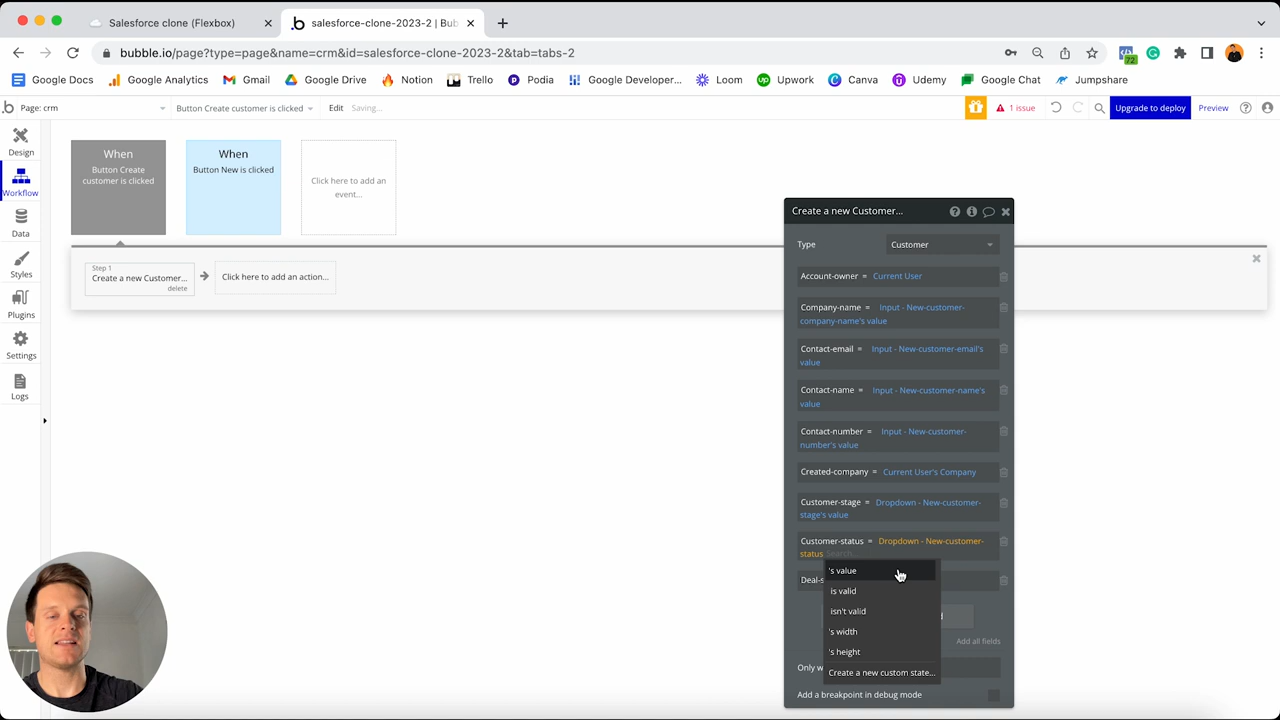 Salesforce clone (Flexbox)
salesforce-clone-2023-2 | Bub
bubble.io/page?type=page&name=crm&id=salesforce-clone-2023-2&tab=tabs-2
72
Google Docs
Google Analytics
Gmail
Google Drive
Notion
Trello
Podia
Google Developer...
Loom
Upwork
Canva
Udemy
Google Chat
Jumpshare
Page: crm
Button Create customer is clicked
Edit
Saving...
1 issue
Upgrade to deploy
Preview
Design
Workflow
Data
Styles
Plugins
Settings
Logs
When
Button Create
customer is clicked
When
Button New is clicked
Click here to add an
event...
Step 1
Create a new Customer...
delete
Click here to add an action...
Create a new Customer...
Type
Customer
Account-owner = Current User
Company-name = Input - New-customer-
company-name's value
Contact-email = Input - New-customer-email's
value
Contact-name = Input - New-customer-name's
value
Contact-number = Input - New-customer-
number's value
Created-company = Current User's Company
Customer-stage = Dropdown - New-customer-
stage's value
Customer-status = Dropdown - New-customer-
status Search...
's value
is valid
isn't valid
's width
's height
Create a new custom state...
Deal-s
d
Add all fields
Only w
Add a breakpoint in debug mode